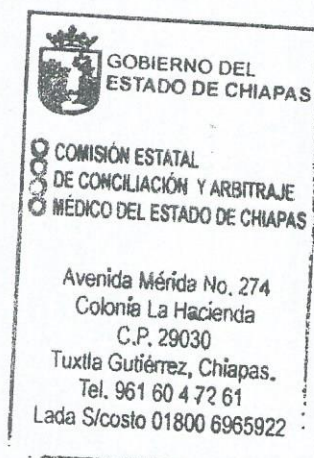 GOBIERNO DEL
ESTADO DE CHIAPAS
COMISIÓN ESTATAL
DE CONCILIACIÓN Y ARBITRAJE
MÉDICO DEL ESTADO DE CHIAPAS
Avenida Mérida No. 274
Colonia La Hacienda
C.P. 29030
Tuxtla Gutiérrez, Chiapas.
Tel. 961 60 4 72 61
Lada S/costo 01800 6965922